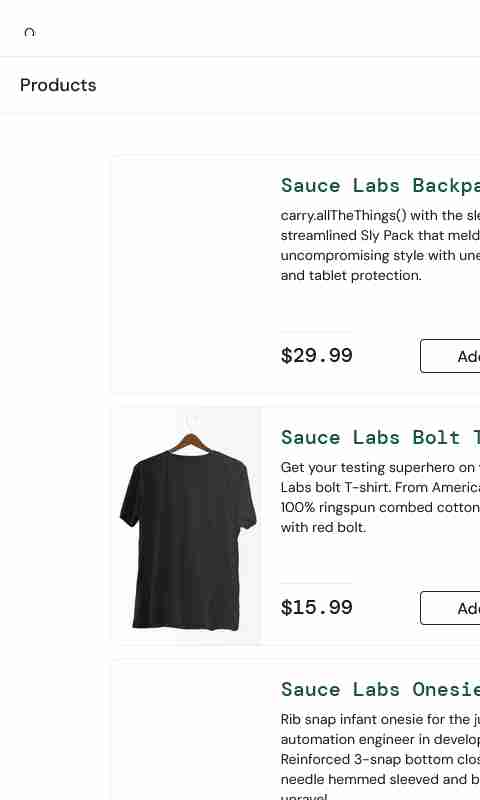 Products
Sauce Labs Backpa
carry.allTheThings() with the sle
streamlined Sly Pack that meld
uncompromising style with une
and tablet protection.
$29.99
Add
Sauce Labs Bolt T
Get your testing superhero on
Labs bolt T-shirt. From America
100% ringspun combed cotton
with red bolt.
$15.99
Add
Sauce Labs Onesie
Rib snap infant onesie for the ju
automation engineer in develop
Reinforced 3-snap bottom clos
needle hemmed sleeved and b
unravel